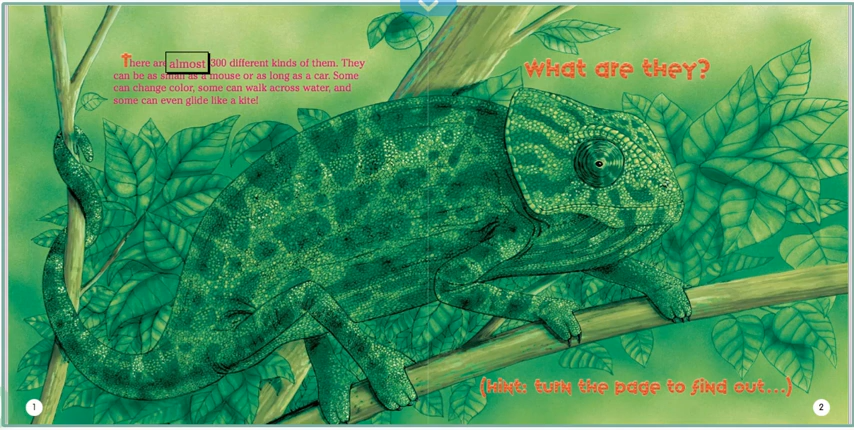 There are almost 300 different kinds of them. They
can be as small as a mouse or as long as a car. Some
can change color, some can walk across water, and
some can even glide like a kite!
What are they?
(Hint: turn the page to find out...)
1
2